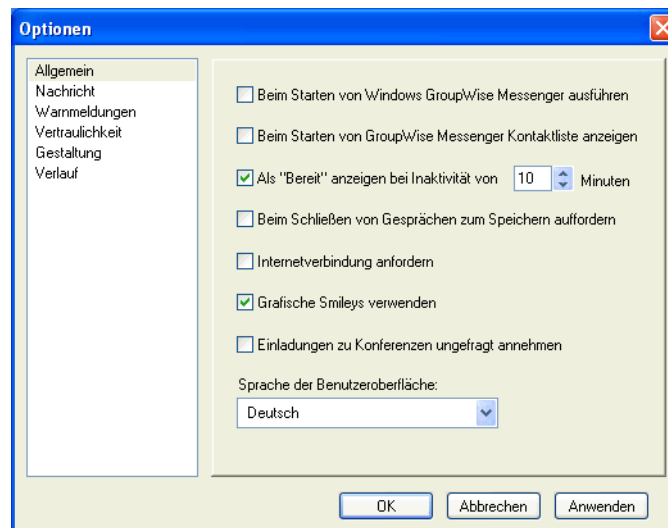 Optionen
Allgemein
Nachricht
Warnmeldungen
Vertraulichkeit
Gestaltung
Verlauf
Beim Starten von Windows GroupWise Messenger ausführen
Beim Starten von GroupWise Messenger Kontaktliste anzeigen
Als "Bereit" anzeigen bei Inaktivität von 10 Minuten
Beim Schließen von Gesprächen zum Speichern auffordern
Internetverbindung anfordern
Grafische Smileys verwenden
Einladungen zu Konferenzen ungefragt annehmen
Sprache der Benutzeroberfläche:
Deutsch
OK Abbrechen Anwenden